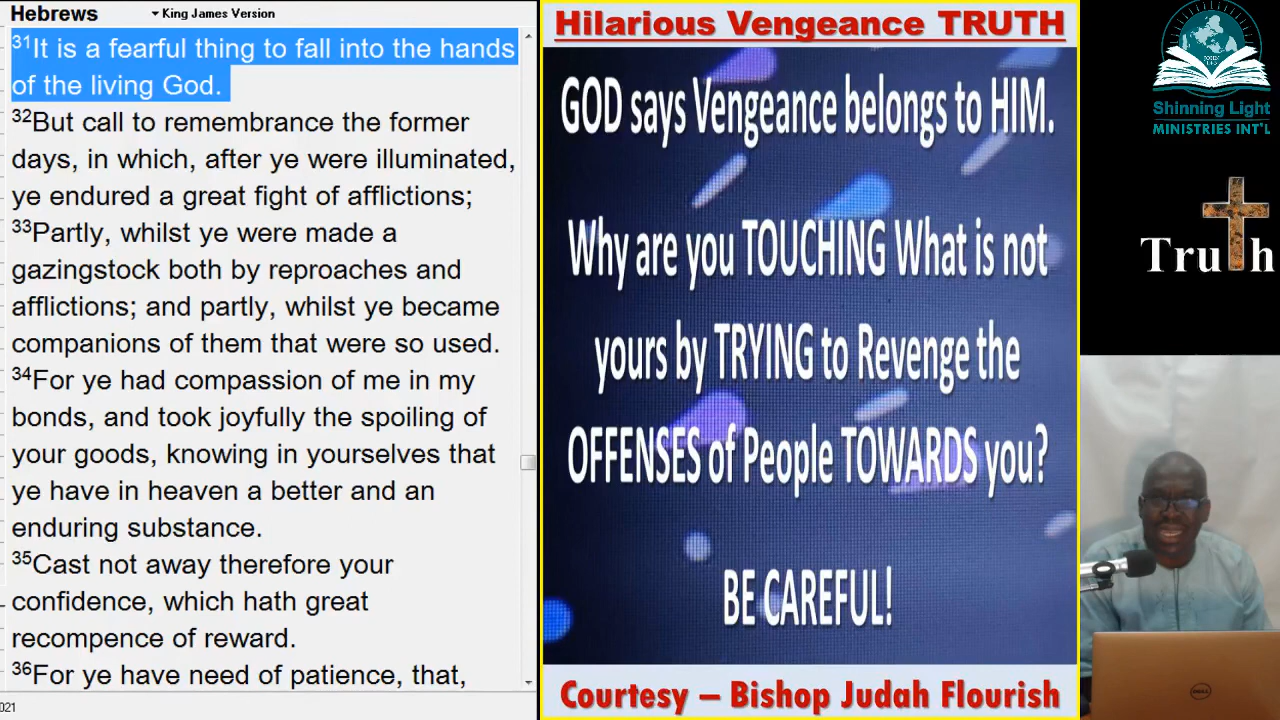 Hebrews
King James Version
31It is a fearful thing to fall into the hands
of the living God.
32But call to remembrance the former
days, in which, after ye were illuminated,
ye endured a great fight of afflictions;
33Partly, whilst ye were made a
gazingstock both by reproaches and
afflictions; and partly, whilst ye became
companions of them that were so used.
34For ye had compassion of me in my
bonds, and took joyfully the spoiling of
your goods, knowing in yourselves that
ye have in heaven a better and an
enduring substance.
35Cast not away therefore your
confidence, which hath great
recompence of reward.
36For ye have need of patience, that,
021
Hilarious Vengeance TRUTH
GOD says Vengeance belongs to HIM.
Why are you TOUCHING What is not
yours by TRYING to Revenge the
OFFENSES of People TOWARDS you?
BE CAREFUL!
Courtesy – Bishop Judah Flourish
Shinning Light
MINISTRIES INT'L
Truth
DELL